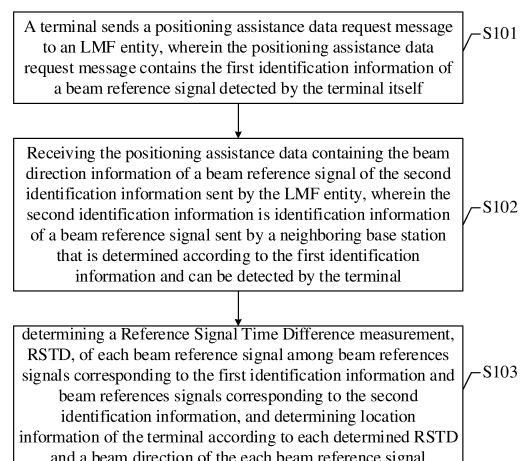 A terminal sends a positioning assistance data request message
to an LMF entity, wherein the positioning assistance data
request message contains the first identification information of
a beam reference signal detected by the terminal itself
S101
Receiving the positioning assistance data containing the beam
direction information of a beam reference signal of the second
identification information sent by the LMF entity, wherein the
second identification information is identification information
of a beam reference signal sent by a neighboring base station
that is determined according to the first identification
information and can be detected by the terminal
S102
determining a Reference Signal Time Difference measurement,
RSTD, of each beam reference signal among beam references
signals corresponding to the first identification information and
beam references signals corresponding to the second
identification information, and determining location
information of the terminal according to each determined RSTD
and a beam direction of the each beam reference signal
S103